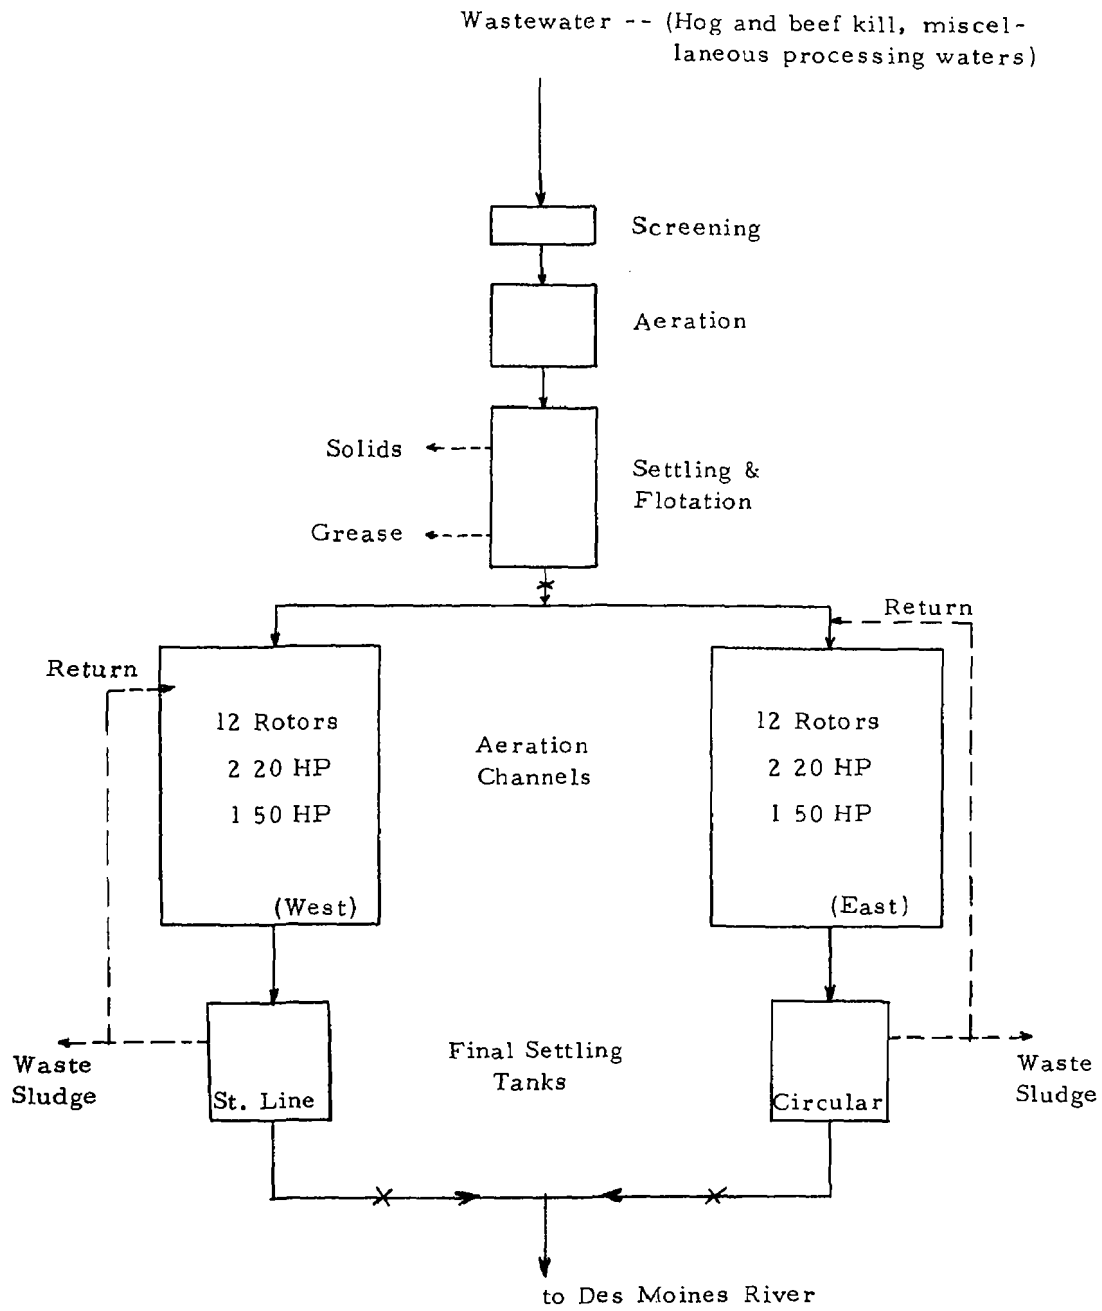 Wastewater -- (Hog and beef kill, miscel-
laneous processing waters)
Screening
Aeration
Solids
Settling &
Flotation
Grease
Return
Return
12 Rotors
2 20 HP
1 50 HP
(West)
Aeration
Channels
12 Rotors
2 20 HP
1 50 HP
(East)
Waste
Sludge
St. Line
Final Settling
Tanks
Circular
Waste
Sludge
to Des Moines River